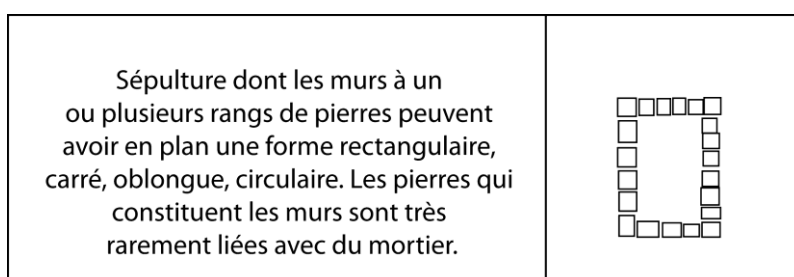 Sépulture dont les murs à un
ou plusieurs rangs de pierres peuvent
avoir en plan une forme rectangulaire,
carré, oblongue, circulaire. Les pierres qui
constituent les murs sont très
rarement liées avec du mortier.